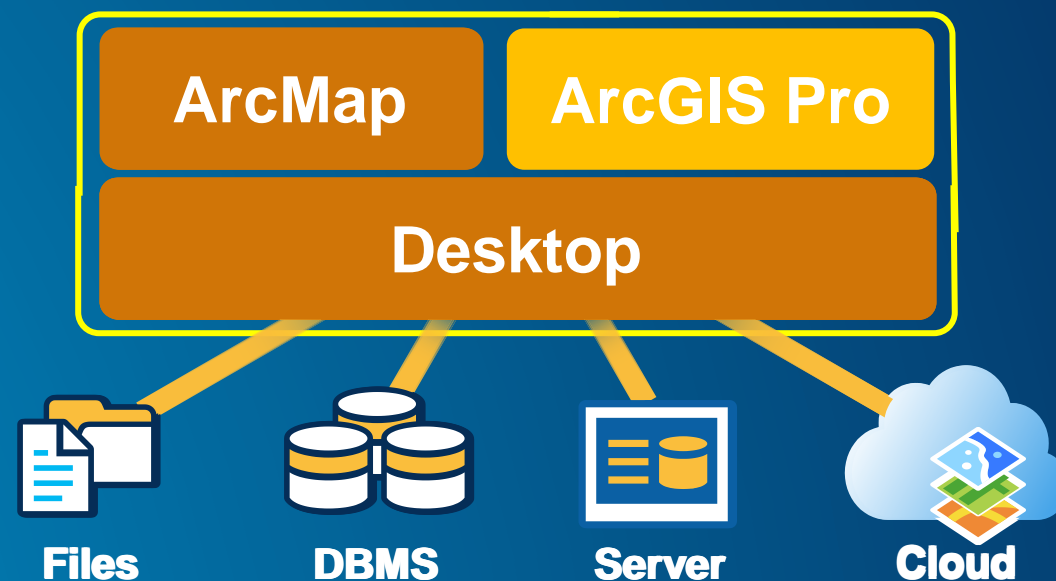 ArcMap
ArcGIS Pro
Desktop
Files
DBMS
Server
Cloud